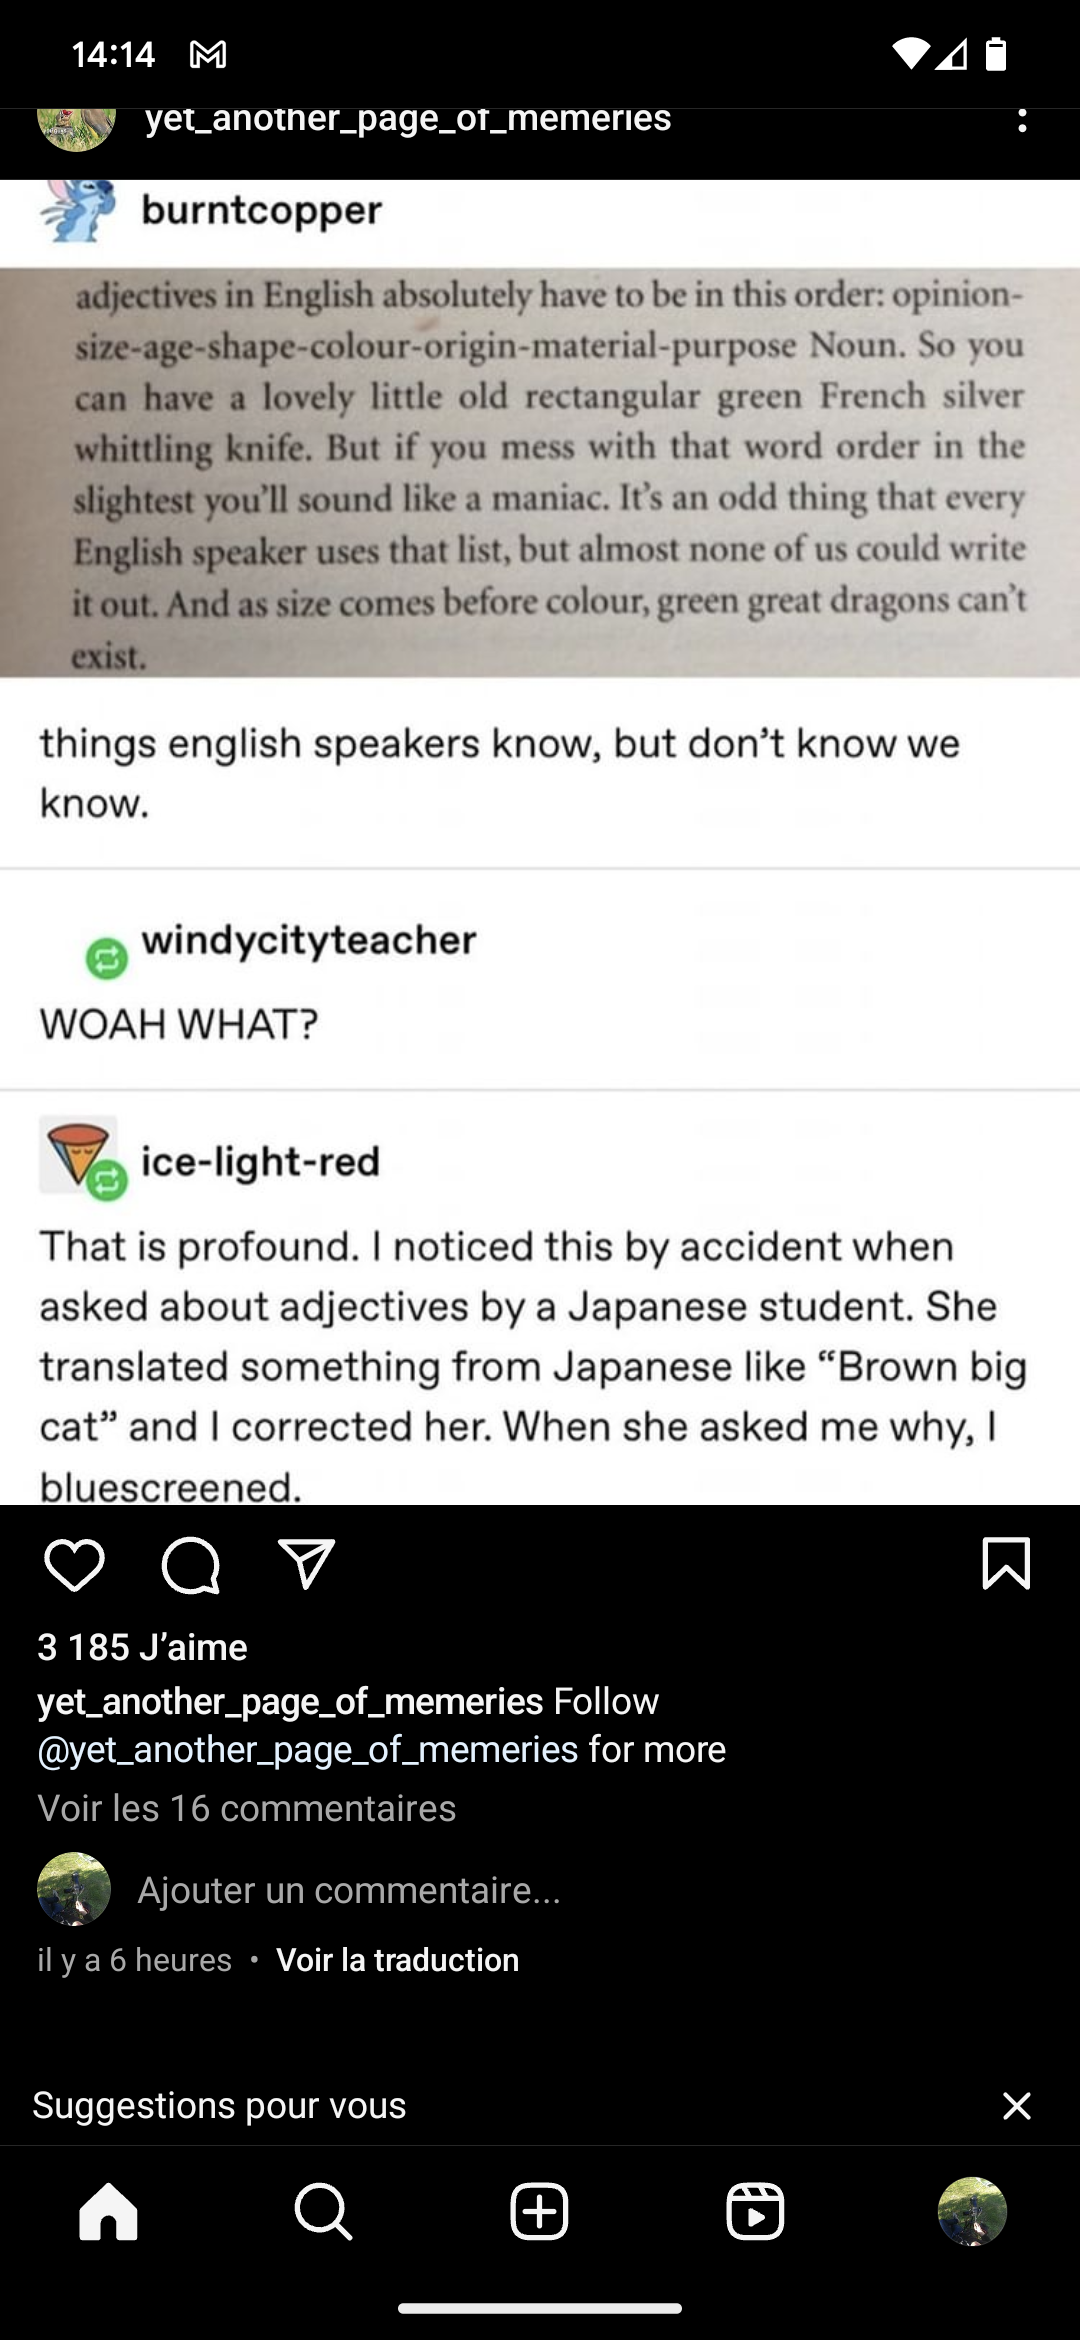 14:14
yet_another_page_of_memeries
burntcopper
adjectives in English absolutely have to be in this order: opinion-
size-age-shape-colour-origin-material-purpose Noun. So you
can have a lovely little old rectangular green French silver
whittling knife. But if you mess with that word order in the
slightest you'll sound like a maniac. It's an odd thing that every
English speaker uses that list, but almost none of us could write
it out. And as size comes before colour, green great dragons can't
exist.
things english speakers know, but don't know we
know.
windycityteacher
WOAH WHAT?
ice-light-red
That is profound. I noticed this by accident when
asked about adjectives by a Japanese student. She
translated something from Japanese like “Brown big
cat” and I corrected her. When she asked me why, I
bluescreened.
3 185 J’aime
yet_another_page_of_memeries Follow
@yet_another_page_of_memeries for more
Voir les 16 commentaires
Ajouter un commentaire...
il y a 6 heures • Voir la traduction
Suggestions pour vous